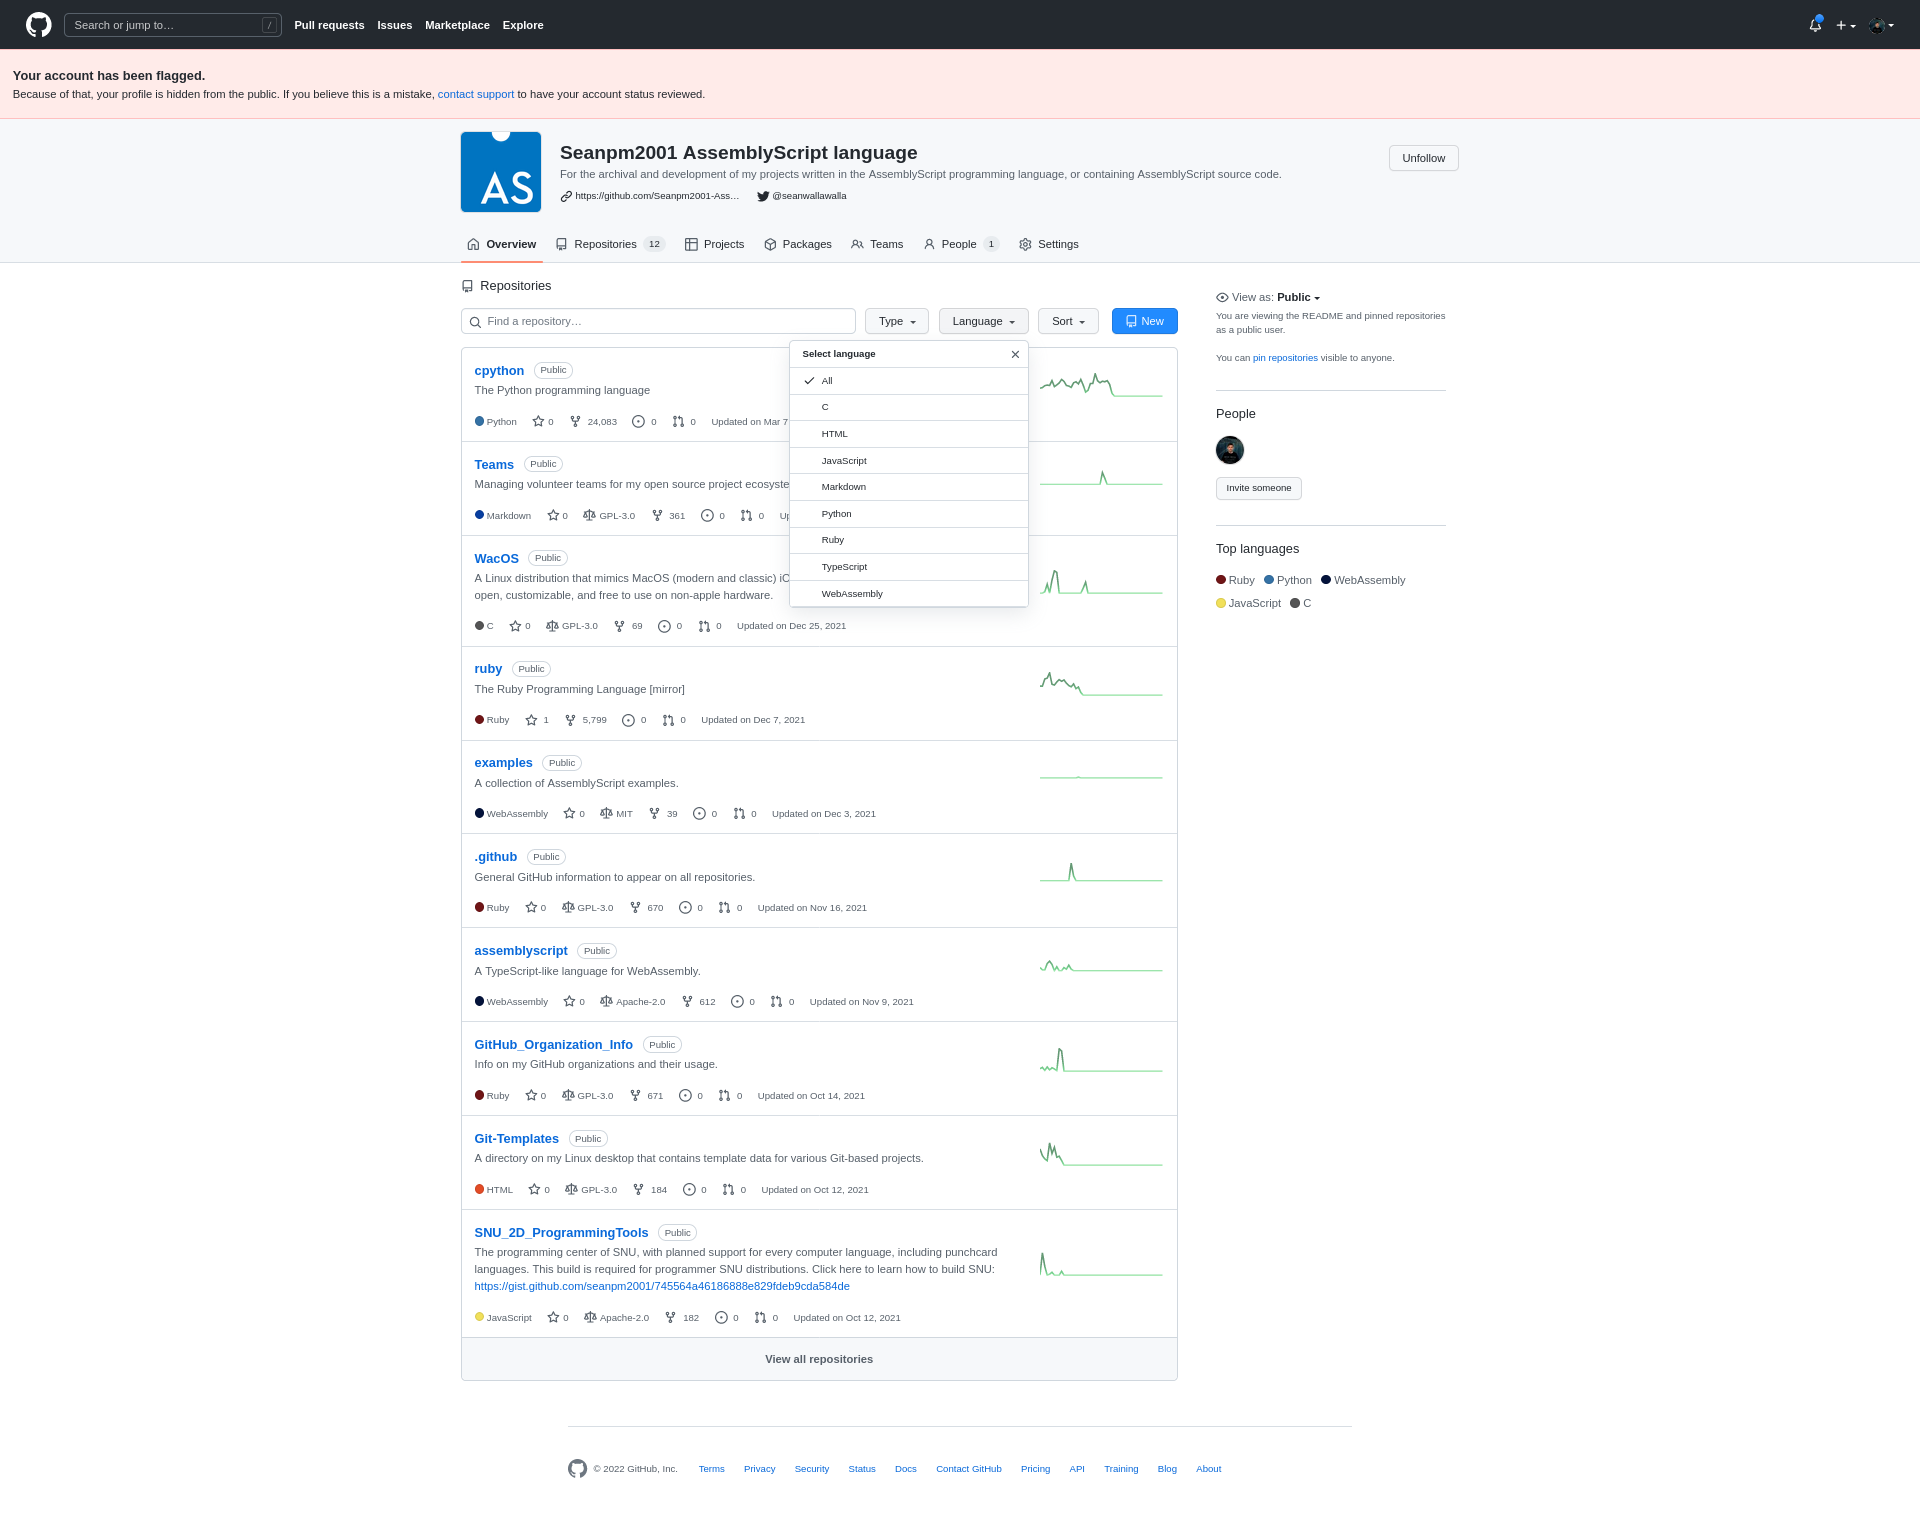 Search or jump to… /
Pull requests Issues Marketplace Explore
Your account has been flagged.
Because of that, your profile is hidden from the public. If you believe this is a mistake, contact support to have your account status reviewed.
AS
Seanpm2001 AssemblyScript language
For the archival and development of my projects written in the AssemblyScript programming language, or containing AssemblyScript source code.
https://github.com/Seanpm2001-Ass… @seanwallawalla
Unfollow
Overview Repositories 12 Projects Packages Teams People 1 Settings
Repositories
Find a repository… Type Language Sort New
Select language
All
C
HTML
JavaScript
Markdown
Python
Ruby
TypeScript
WebAssembly
cpython Public
The Python programming language
Python 0 24,083 0 0 Updated on Mar 7
Teams Public
Managing volunteer teams for my open source project ecosyste
Markdown 0 GPL-3.0 361 0 0 Up
WacOS Public
A Linux distribution that mimics MacOS (modern and classic) iO
open, customizable, and free to use on non-apple hardware.
C 0 GPL-3.0 69 0 0 Updated on Dec 25, 2021
ruby Public
The Ruby Programming Language [mirror]
Ruby 1 5,799 0 0 Updated on Dec 7, 2021
examples Public
A collection of AssemblyScript examples.
WebAssembly 0 MIT 39 0 0 Updated on Dec 3, 2021
.github Public
General GitHub information to appear on all repositories.
Ruby 0 GPL-3.0 670 0 0 Updated on Nov 16, 2021
assemblyscript Public
A TypeScript-like language for WebAssembly.
WebAssembly 0 Apache-2.0 612 0 0 Updated on Nov 9, 2021
GitHub_Organization_Info Public
Info on my GitHub organizations and their usage.
Ruby 0 GPL-3.0 671 0 0 Updated on Oct 14, 2021
Git-Templates Public
A directory on my Linux desktop that contains template data for various Git-based projects.
HTML 0 GPL-3.0 184 0 0 Updated on Oct 12, 2021
SNU_2D_ProgrammingTools Public
The programming center of SNU, with planned support for every computer language, including punchcard
languages. This build is required for programmer SNU distributions. Click here to learn how to build SNU:
https://gist.github.com/seanpm2001/745564a46186888e829fdeb9cda584de
JavaScript 0 Apache-2.0 182 0 0 Updated on Oct 12, 2021
View all repositories
View as: Public
You are viewing the README and pinned repositories
as a public user.
You can pin repositories visible to anyone.
People
Invite someone
Top languages
Ruby Python WebAssembly
JavaScript C
© 2022 GitHub, Inc. Terms Privacy Security Status Docs Contact GitHub Pricing API Training Blog About